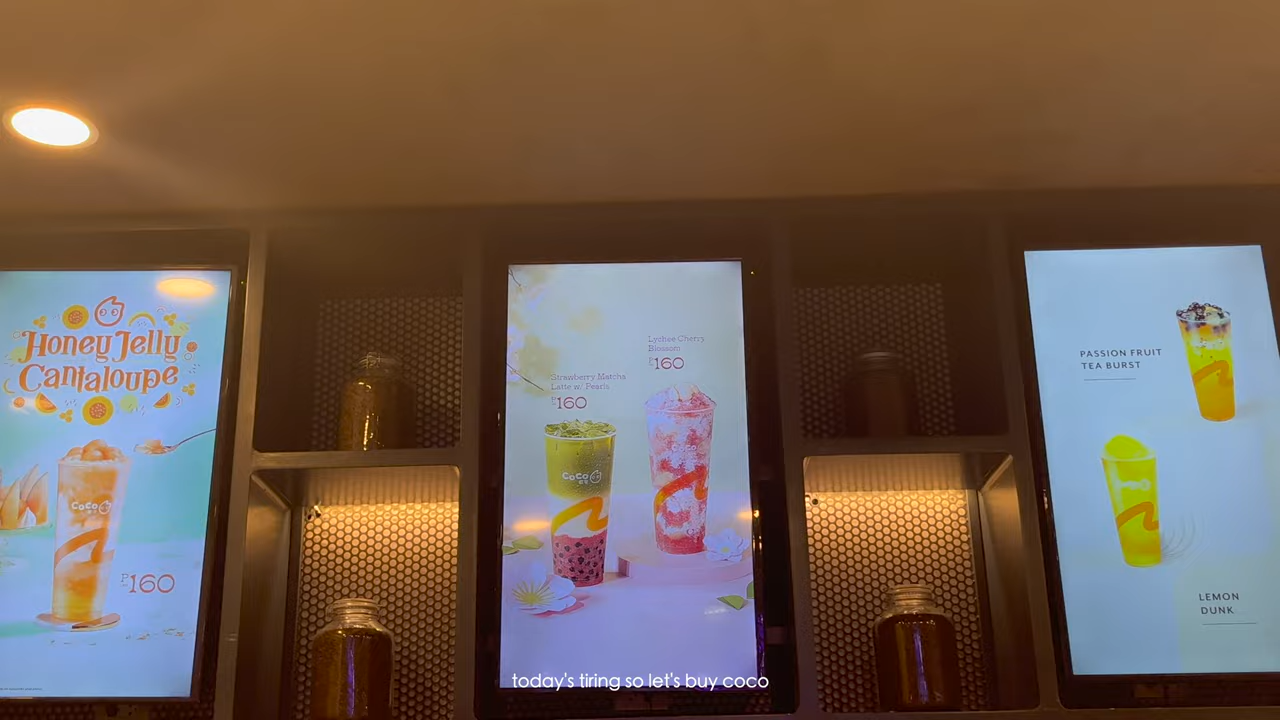 Honey Jelly
Cantaloupe
CoCo
₱160
Strawberry Matcha
Latte w/ Pearls
₱160
Lychee Cherry
Blossom
₱160
CoCo
PASSION FRUIT
TEA BURST
LEMON
DUNK
today's tiring so let's buy coco